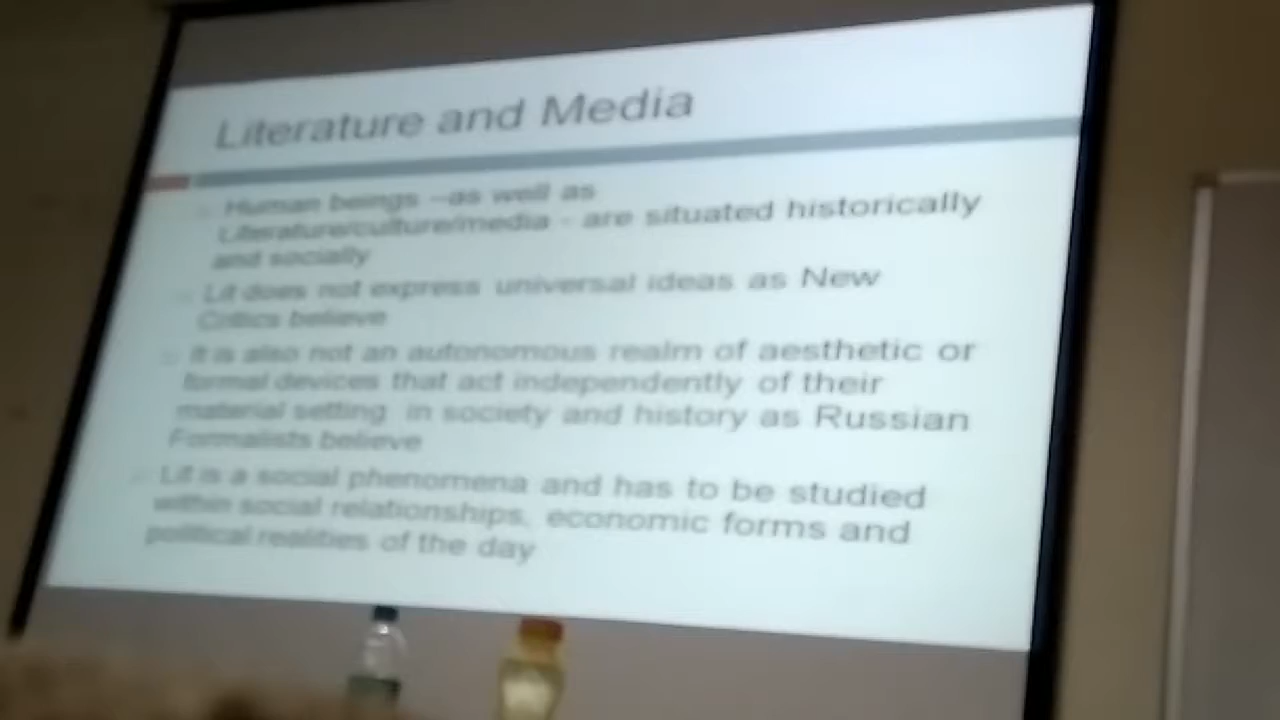 Literature and Media
Human beings –as well as
Literature/culture/media - are situated historically
and socially
Lit does not express universal ideas as New
Critics believe
It is also not an autonomous realm of aesthetic or
formal devices that act independently of their
material setting in society and history as Russian
Formalists believe
Lit is a social phenomena and has to be studied
within social relationships, economic forms and
political realities of the day